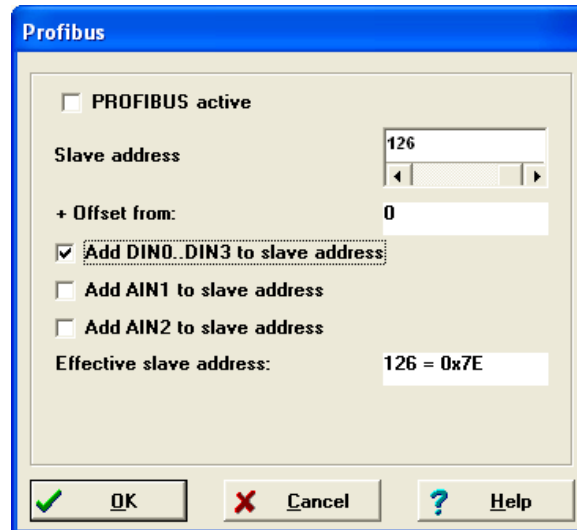 Profibus
PROFIBUS active
Slave address
126
+ Offset from:
0
Add DIN0..DIN3 to slave address
Add AIN1 to slave address
Add AIN2 to slave address
Effective slave address:
126 = 0x7E
OK
Cancel
Help